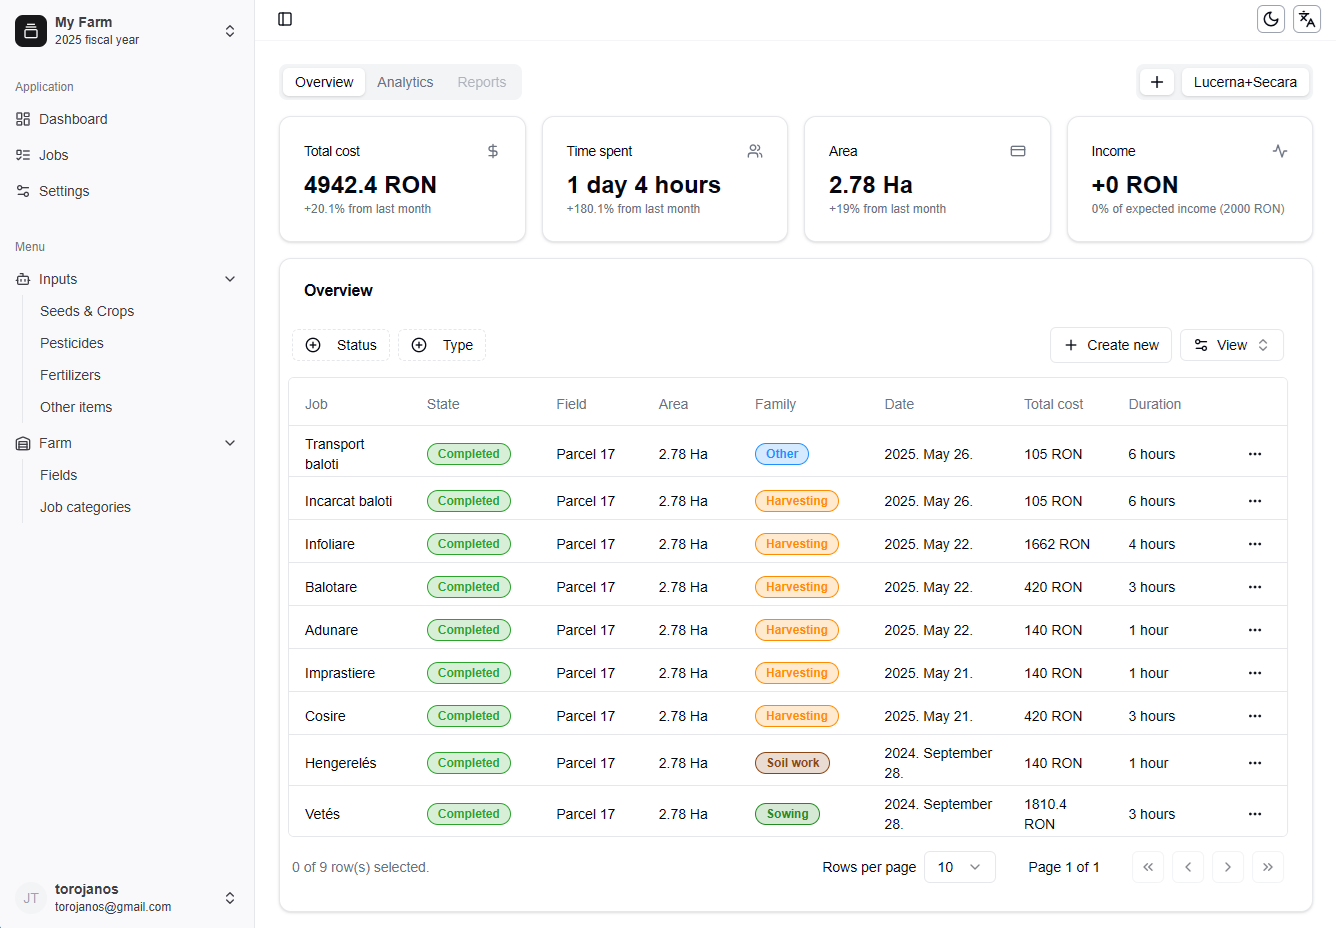 My Farm
2025 fiscal year
Application
Dashboard
Jobs
Settings
Menu
Inputs
Seeds & Crops
Pesticides
Fertilizers
Other items
Farm
Fields
Job categories
JT
torojanos
torojanos@gmail.com
Overview Analytics Reports
Lucerna+Secara
Total cost
4942.4 RON
+20.1% from last month
Time spent
1 day 4 hours
+180.1% from last month
Area
2.78 Ha
+19% from last month
Income
+0 RON
0% of expected income (2000 RON)
Overview
Status Type Create new View
Job State Field Area Family Date Total cost Duration
Transport baloti Completed Parcel 17 2.78 Ha Other 2025. May 26. 105 RON 6 hours
Incarcat baloti Completed Parcel 17 2.78 Ha Harvesting 2025. May 26. 105 RON 6 hours
Infoliare Completed Parcel 17 2.78 Ha Harvesting 2025. May 22. 1662 RON 4 hours
Balotare Completed Parcel 17 2.78 Ha Harvesting 2025. May 22. 420 RON 3 hours
Adunare Completed Parcel 17 2.78 Ha Harvesting 2025. May 22. 140 RON 1 hour
Imprastiere Completed Parcel 17 2.78 Ha Harvesting 2025. May 21. 140 RON 1 hour
Cosire Completed Parcel 17 2.78 Ha Harvesting 2025. May 21. 420 RON 3 hours
Hengerelés Completed Parcel 17 2.78 Ha Soil work 2024. September 28. 140 RON 1 hour
Vetés Completed Parcel 17 2.78 Ha Sowing 2024. September 28. 1810.4 RON 3 hours
0 of 9 row(s) selected. Rows per page 10 Page 1 of 1